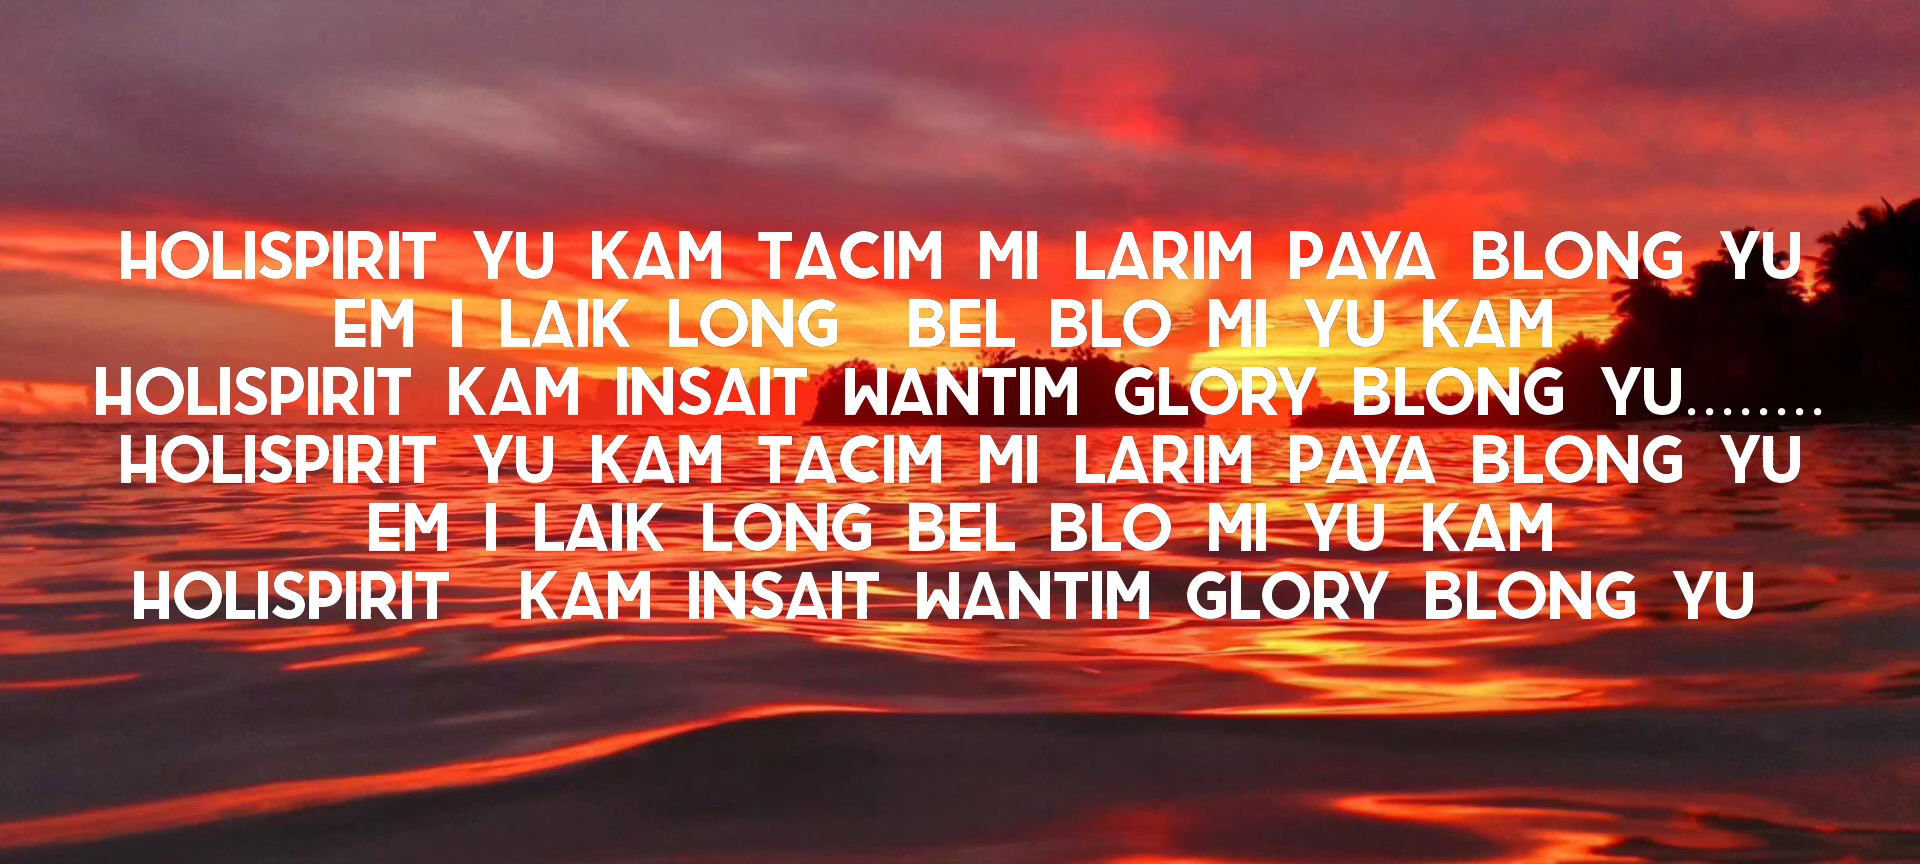 HOLISPIRIT YU KAM TACIM MI LARIM PAYA BLONG YU
EM I LAIK LONG BEL BLO MI YU KAM
HOLISPIRIT KAM INSAIT WANTIM GLORY BLONG YU........
HOLISPIRIT YU KAM TACIM MI LARIM PAYA BLONG YU
EM I LAIK LONG BEL BLO MI YU KAM
HOLISPIRIT KAM INSAIT WANTIM GLORY BLONG YU